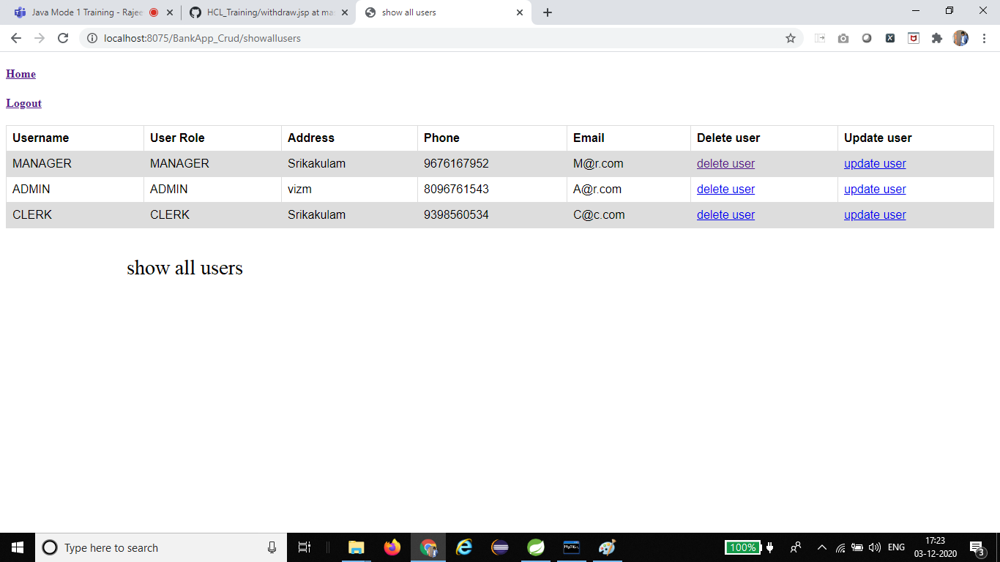 Java Mode 1 Training - Rajee
HCL_Training/withdraw.jsp at ma
show all users
localhost:8075/BankApp_Crud/showallusers
Home
Logout
Username User Role Address Phone Email Delete user Update user
MANAGER MANAGER Srikakulam 9676167952 M@r.com delete user update user
ADMIN ADMIN vizm 8096761543 A@r.com delete user update user
CLERK CLERK Srikakulam 9398560534 C@c.com delete user update user
show all users
Type here to search
MySQL
100%
ENG
17:23
03-12-2020
3